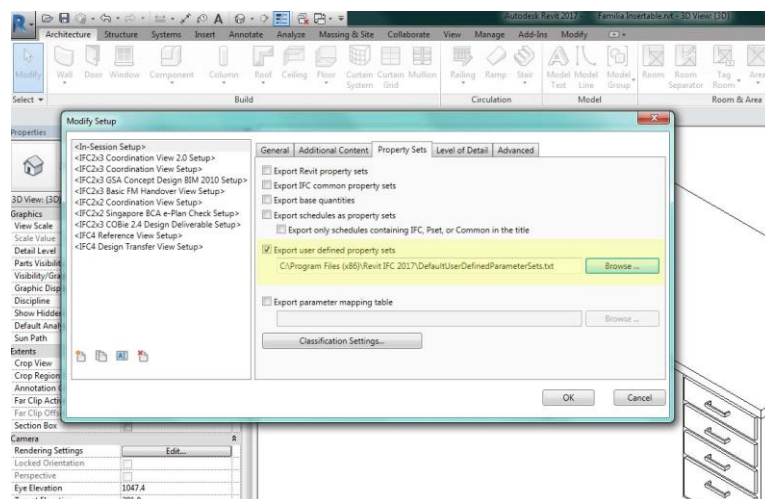 Autodesk Revit 2017 - Familia Insertable.rvt - 3D View: {3D}
Architecture Structure Systems Insert Annotate Analyze Massing & Site Collaborate View Manage Add-Ins Modify
Modify Wall Door Window Component Column Roof Ceiling Floor Curtain System Curtain Grid Mullion Railing Ramp Stair Model Text Model Line Model Group Room Room Separator Tag Room Area
Select Build Circulation Model Room & Area
Properties
Modify Setup
<In-Session Setup>
<IFC2x3 Coordination View 2.0 Setup>
<IFC2x3 Coordination View Setup>
<IFC2x3 GSA Concept Design BIM 2010 Setup>
<IFC2x3 Basic FM Handover View Setup>
<IFC2x2 Coordination View Setup>
<IFC2x2 Singapore BCA e-Plan Check Setup>
<IFC2x3 COBie 2.4 Design Deliverable Setup>
<IFC4 Reference View Setup>
<IFC4 Design Transfer View Setup>
General Additional Content Property Sets Level of Detail Advanced
Export Revit property sets
Export IFC common property sets
Export base quantities
Export schedules as property sets
Export only schedules containing IFC, Pset, or Common in the title
Export user defined property sets
C:\Program Files (x86)\Revit IFC 2017\DefaultUserDefinedParameterSets.txt Browse ...
Export parameter mapping table
Browse ...
Classification Settings...
OK Cancel
3D View: {3D}
Graphics
View Scale
Scale Value
Detail Level
Parts Visibilit
Visibility/Gra
Graphic Disp
Discipline
Show Hidden
Default Analy
Sun Path
Extents
Crop View
Crop Region
Annotation C
Far Clip Activ
Far Clip Offs
Section Box
Camera
Rendering Settings Edit...
Locked Orientation
Perspective
Eye Elevation 1047.4